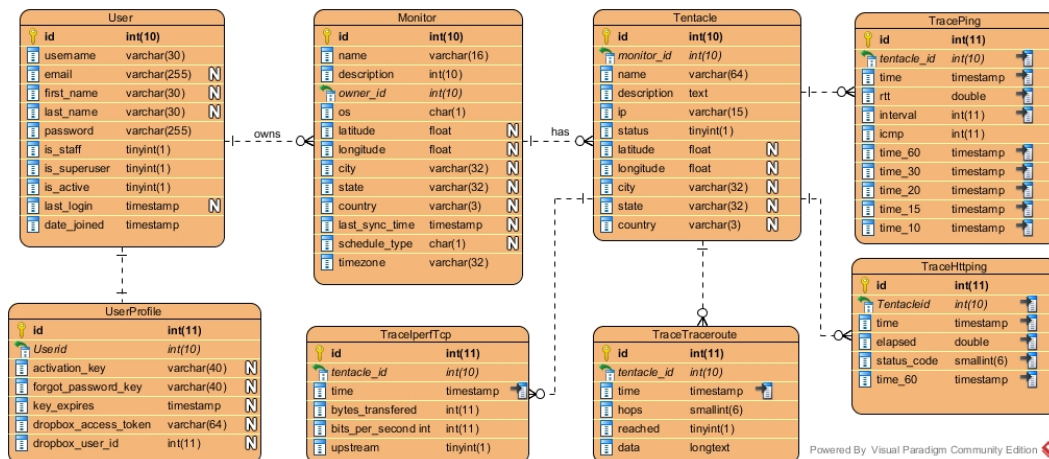 User
id int(10)
username varchar(30)
email varchar(255) N
first_name varchar(30) N
last_name varchar(30) N
password varchar(255)
is_staff tinyint(1)
is_superuser tinyint(1)
is_active tinyint(1)
last_login timestamp N
date_joined timestamp
owns
Monitor
id int(10)
name varchar(16)
description int(10)
owner_id int(10)
os char(1)
latitude float N
longitude float N
city varchar(32) N
state varchar(32) N
country varchar(3) N
last_sync_time timestamp N
schedule_type char(1) N
timezone varchar(32)
has
Tentacle
id int(10)
monitor_id int(10)
name varchar(64)
description text
ip varchar(15)
status tinyint(1)
latitude float N
longitude float N
city varchar(32) N
state varchar(32) N
country varchar(3) N
TracePing
id int(11)
tentacle_id int(10)
time timestamp
rtt double
interval int(11)
icmp int(11)
time_60 timestamp
time_30 timestamp
time_20 timestamp
time_15 timestamp
time_10 timestamp
UserProfile
id int(11)
Userid int(10)
activation_key varchar(40) N
forgot_password_key varchar(40) N
key_expires timestamp N
dropbox_access_token varchar(64) N
dropbox_user_id int(11) N
TraceIperfTcp
id int(11)
tentacle_id int(10)
time timestamp
bytes_transfered int(11)
bits_per_second int int(11)
upstream tinyint(1)
TraceTraceroute
id int(11)
tentacle_id int(10)
time timestamp
hops smallint(6)
reached tinyint(1)
data longtext
TraceHttping
id int(11)
Tentacleid int(10)
time timestamp
elapsed double
status_code smallint(6)
time_60 timestamp
Powered By Visual Paradigm Community Edition